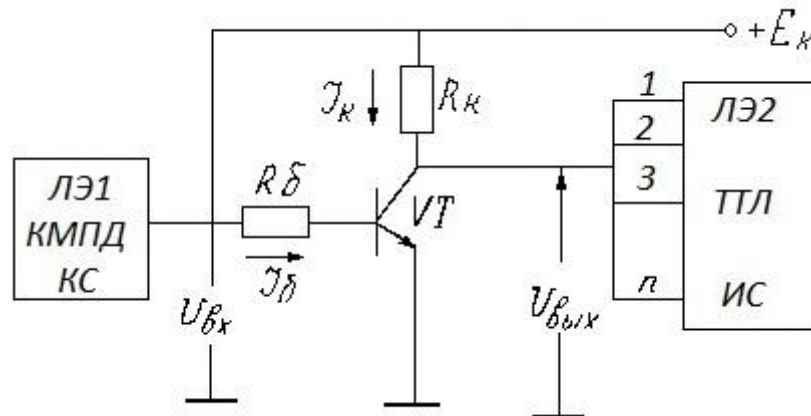 + Eк
Iк
Rк
1
2
3
n
ЛЭ2
ТТЛ
ИС
ЛЭ1
КМПД
КС
Rб
Iб
VT
Uвх
Uвых